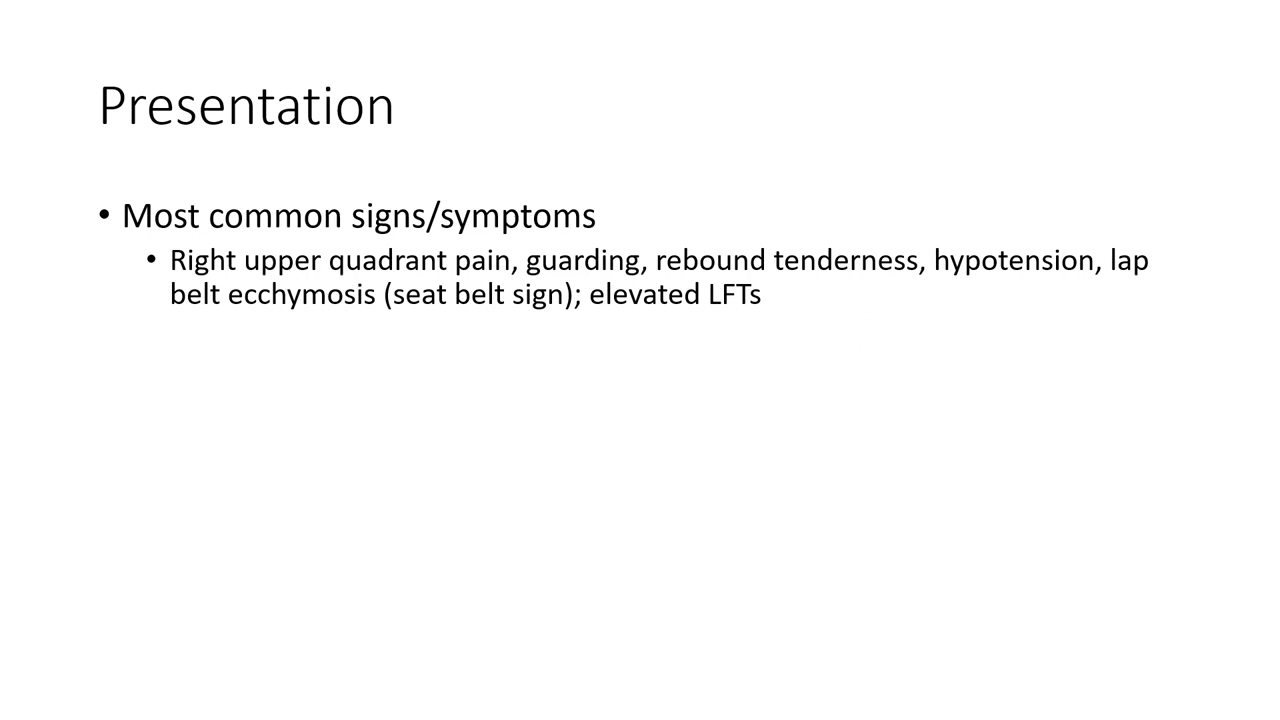 Presentation
• Most common signs/symptoms
• Right upper quadrant pain, guarding, rebound tenderness, hypotension, lap
belt ecchymosis (seat belt sign); elevated LFTs